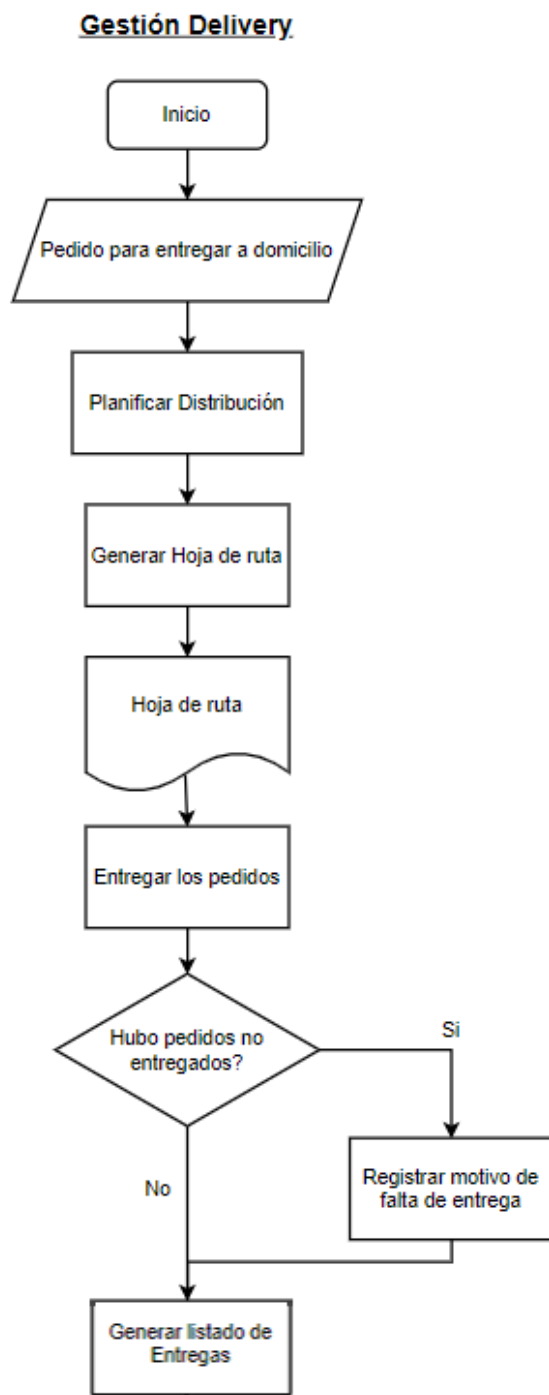 Gestión Delivery
Inicio
Pedido para entregar a domicilio
Planificar Distribución
Generar Hoja de ruta
Hoja de ruta
Entregar los pedidos
Hubo pedidos no
entregados?
Si
No
Registrar motivo de
falta de entrega
Generar listado de
Entregas